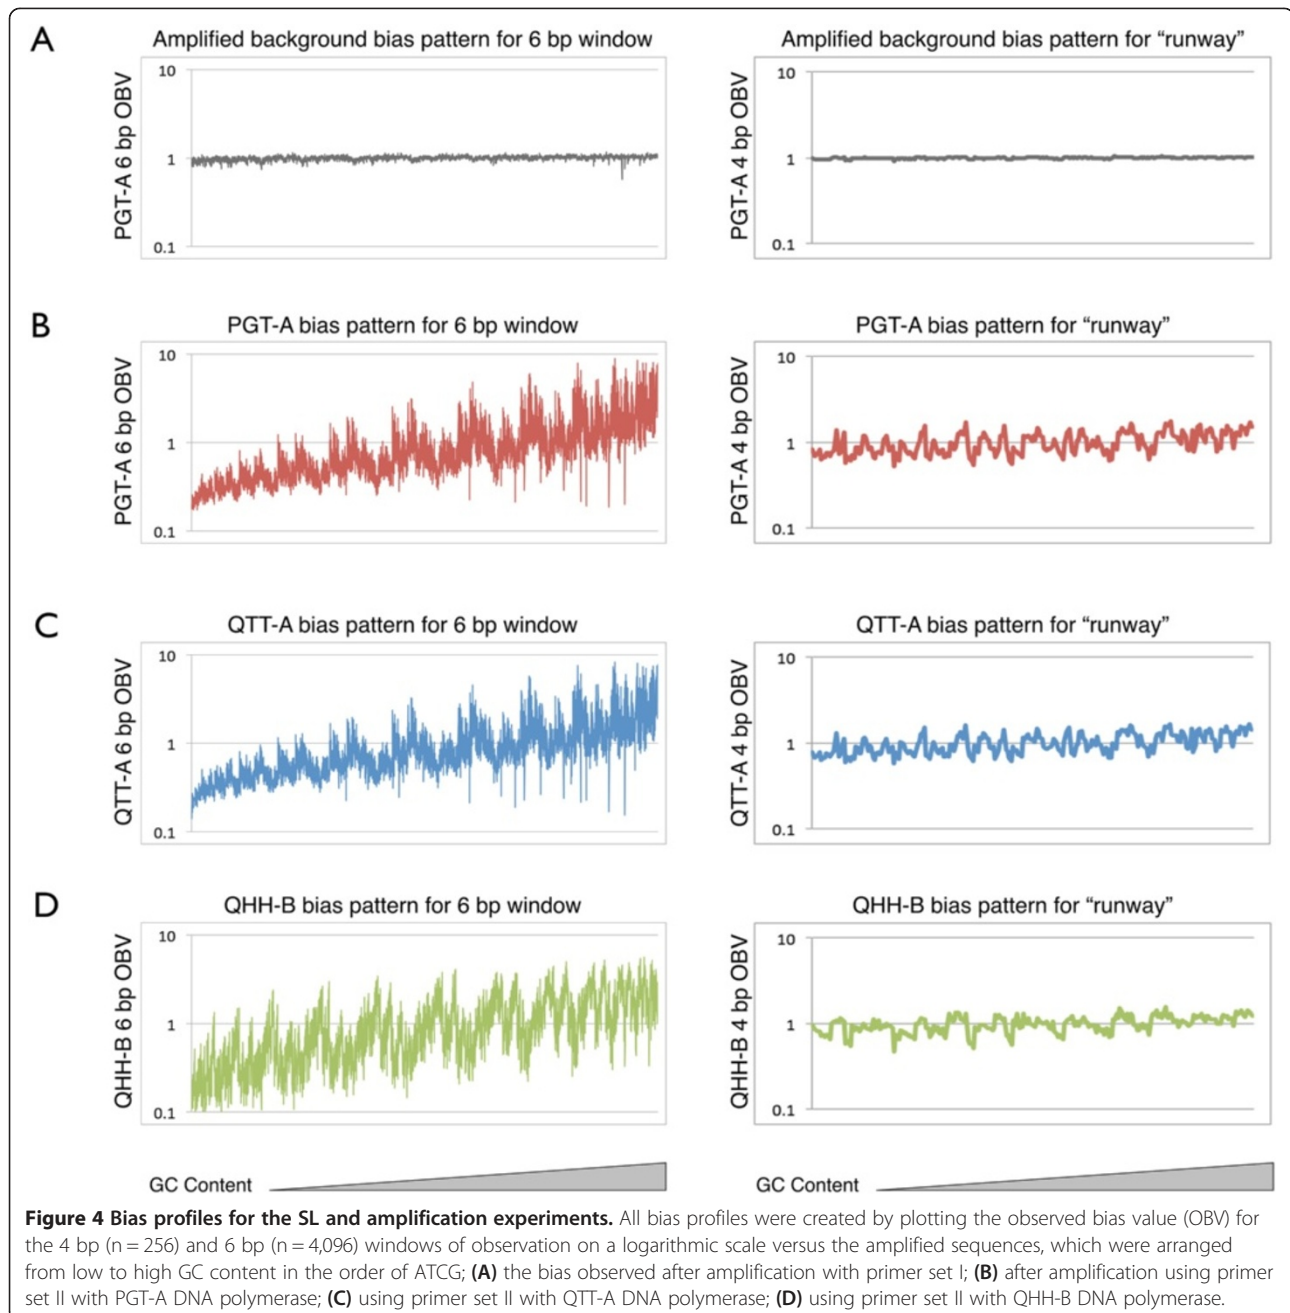 A
Amplified background bias pattern for 6 bp window
PGT-A 6 bp OBV
10
1
0.1
Amplified background bias pattern for “runway”
PGT-A 4 bp OBV
10
1
0.1
B
PGT-A bias pattern for 6 bp window
PGT-A 6 bp OBV
10
1
0.1
PGT-A bias pattern for “runway”
PGT-A 4 bp OBV
10
1
0.1
C
QTT-A bias pattern for 6 bp window
QTT-A 6 bp OBV
10
1
0.1
QTT-A bias pattern for “runway”
QTT-A 4 bp OBV
10
1
0.1
D
QHH-B bias pattern for 6 bp window
QHH-B 6 bp OBV
10
1
0.1
QHH-B bias pattern for “runway”
QHH-B 4 bp OBV
10
1
0.1
GC Content
GC Content
Figure 4 Bias profiles for the SL and amplification experiments. All bias profiles were created by plotting the observed bias value (OBV) for
the 4 bp (n = 256) and 6 bp (n = 4,096) windows of observation on a logarithmic scale versus the amplified sequences, which were arranged
from low to high GC content in the order of ATCG; (A) the bias observed after amplification with primer set I; (B) after amplification using primer
set II with PGT-A DNA polymerase; (C) using primer set II with QTT-A DNA polymerase; (D) using primer set II with QHH-B DNA polymerase.